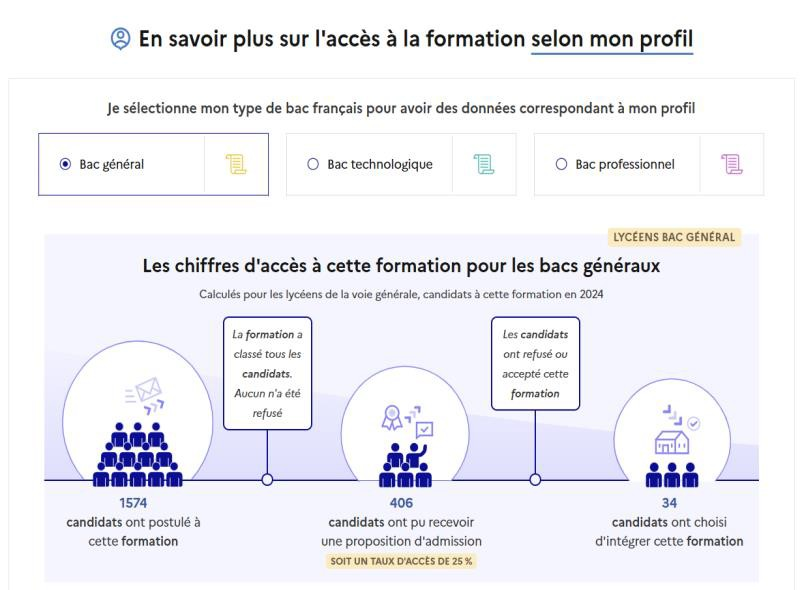 En savoir plus sur l'accès à la formation selon mon profil
Je sélectionne mon type de bac français pour avoir des données correspondant à mon profil
Bac général
Bac technologique
Bac professionnel
LYCÉENS BAC GÉNÉRAL
Les chiffres d'accès à cette formation pour les bacs généraux
Calculés pour les lycéens de la voie générale, candidats à cette formation en 2024
La formation a
classé tous les
candidats.
Aucun n'a été
refusé
Les candidats
ont refusé ou
accepté cette
formation
1574
candidats ont postulé à
cette formation
406
candidats ont pu recevoir
une proposition d'admission
SOIT UN TAUX D'ACCÈS DE 25 %
34
candidats ont choisi
d'intégrer cette formation